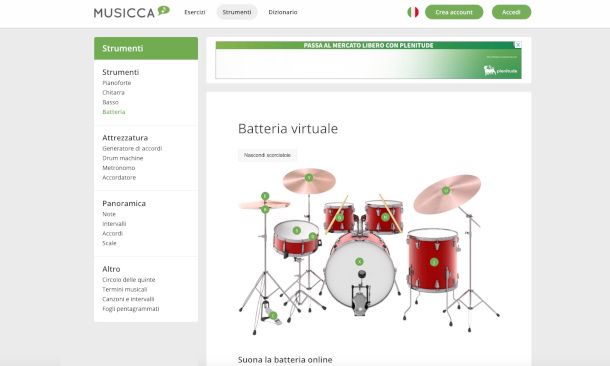 MUSICCA
Esercizi
Strumenti
Dizionario
Crea account
Accedi
Strumenti
Strumenti
Pianoforte
Chitarra
Basso
Batteria
Attrezzatura
Generatore di accordi
Drum machine
Metronomo
Accordatore
Panoramica
Note
Intervalli
Accordi
Scale
Altro
Circolo delle quinte
Termini musicali
Canzoni e intervalli
Fogli pentagrammati
PASSA AL MERCATO LIBERO CON PLENITUDE
plenitude
Batteria virtuale
Nascondi scorciatoie
Suona la batteria online